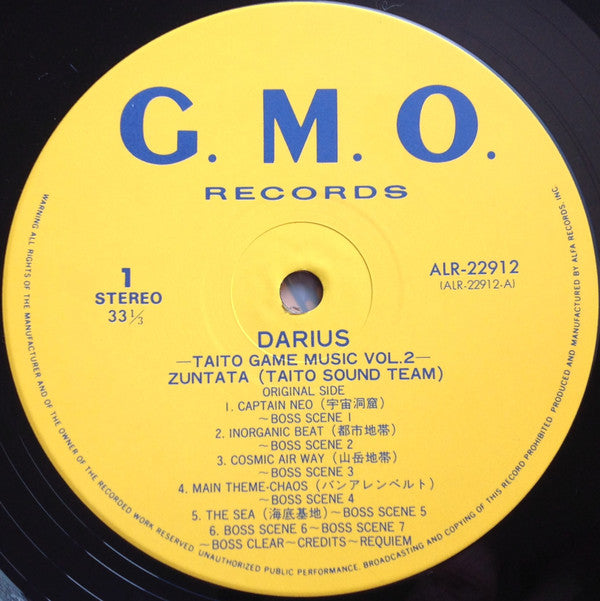 G. M. O.
RECORDS
1
STEREO
33 1/3
ALR-22912
(ALR-22912-A)
DARIUS
—TAITO GAME MUSIC VOL.2—
ZUNTATA (TAITO SOUND TEAM)
ORIGINAL SIDE
1. CAPTAIN NEO (宇宙洞窟)
~BOSS SCENE 1
2. INORGANIC BEAT (都市地帯)
~BOSS SCENE 2
3. COSMIC AIR WAY (山岳地帯)
~BOSS SCENE 3
4. MAIN THEME-CHAOS (バンアレンベルト)
~BOSS SCENE 4
5. THE SEA (海底基地)~BOSS SCENE 5
6. BOSS SCENE 6~BOSS SCENE 7
~BOSS CLEAR~CREDITS~REQUIEM
WARNING: ALL RIGHTS OF THE MANUFACTURER AND OF THE OWNER OF THE RECORDED WORK RESERVED. UNAUTHORIZED PUBLIC PERFORMANCE, BROADCASTING AND COPYING OF THIS RECORD PROHIBITED. PRODUCED AND MANUFACTURED BY ALFA RECORDS, INC.